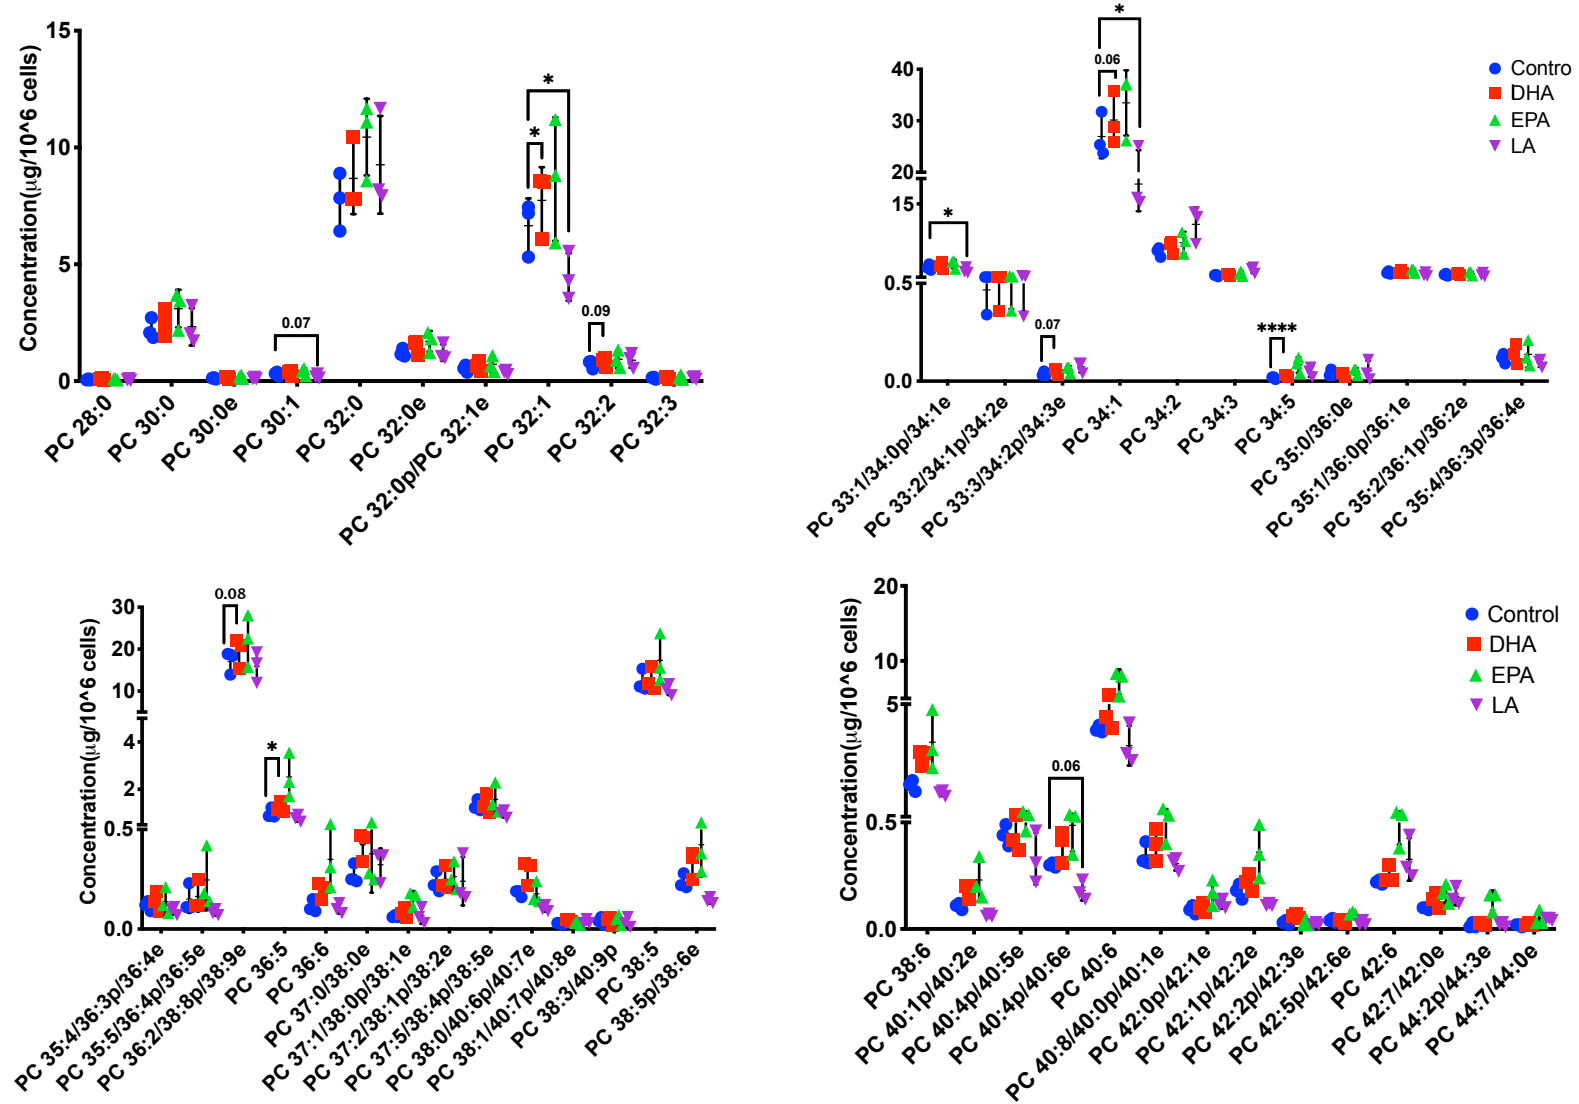 Concentration(μg/10^6 cells)
15
10
5
0
0.07
*
*
0.09
PC 28:0
PC 30:0
PC 30:0e
PC 30:1
PC 32:0
PC 32:0e
PC 32:0p/PC 32:1e
PC 32:1
PC 32:2
PC 32:3
40
30
20
15
0.5
0.0
*
0.07
0.06
*
****
Contro
DHA
EPA
LA
PC 33:1/34:0p/34:1e
PC 33:2/34:1p/34:2e
PC 33:3/34:2p/34:3e
PC 34:1
PC 34:2
PC 34:3
PC 34:5
PC 35:0/36:0e
PC 35:1/36:0p/36:1e
PC 35:2/36:1p/36:2e
PC 35:4/36:3p/36:4e
Concentration(μg/10^6 cells)
30
20
10
4
2
0.5
0.0
0.08
*
PC 35:4/36:3p/36:4e
PC 35:5/36:4p/36:5e
PC 36:2/38:8p/38:9e
PC 36:5
PC 36:6
PC 37:0/38:0e
PC 37:1/38:0p/38:1e
PC 37:2/38:1p/38:2e
PC 37:5/38:4p/38:5e
PC 38:0/40:6p/40:7e
PC 38:1/40:7p/40:8e
PC 38:3/40:9p
PC 38:5
PC 38:5p/38:6e
Concentration(μg/10^6 cells)
20
10
5
0.5
0.0
0.06
Control
DHA
EPA
LA
PC 38:6
PC 40:1p/40:2e
PC 40:4p/40:5e
PC 40:4p/40:6e
PC 40:6
PC 40:8/40:0p/40:1e
PC 42:0p/42:1e
PC 42:1p/42:2e
PC 42:2p/42:3e
PC 42:5p/42:6e
PC 42:6
PC 42:7/42:0e
PC 44:2p/44:3e
PC 44:7/44:0e